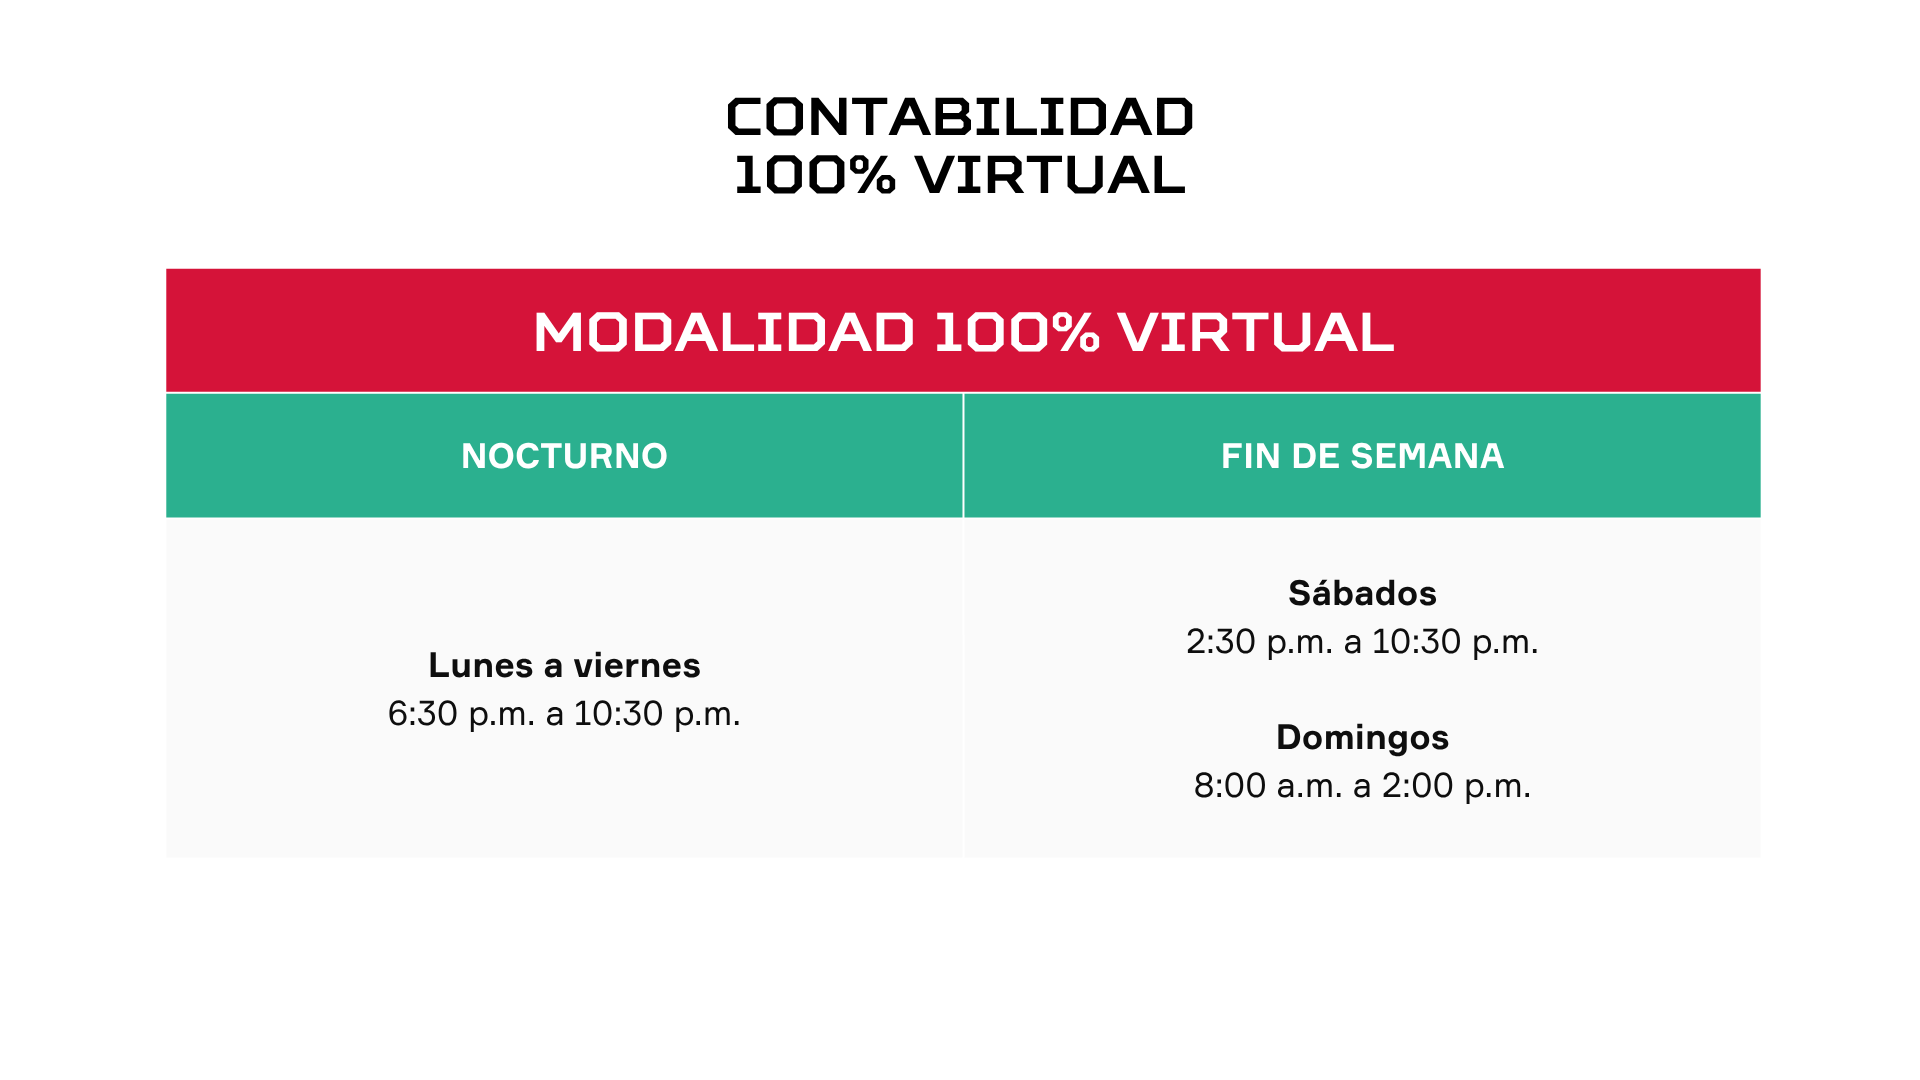 CONTABILIDAD
100% VIRTUAL
MODALIDAD 100% VIRTUAL
NOCTURNO
FIN DE SEMANA
Lunes a viernes
6:30 p.m. a 10:30 p.m.
Sábados
2:30 p.m. a 10:30 p.m.
Domingos
8:00 a.m. a 2:00 p.m.